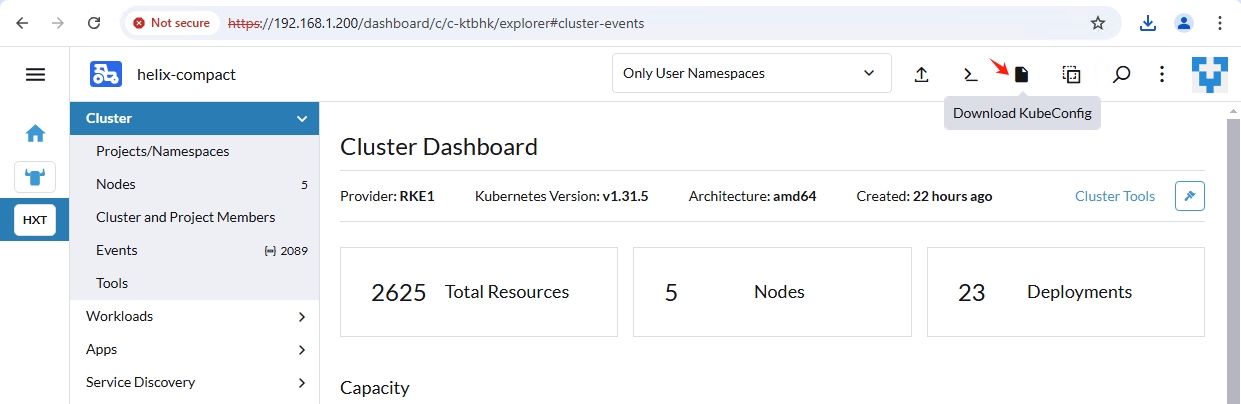 Not secure https://192.168.1.200/dashboard/c/c-ktbhk/explorer#cluster-events
helix-compact Only User Namespaces
Download KubeConfig
Cluster
Projects/Namespaces
Nodes 5
Cluster and Project Members
Events 2089
Tools
Workloads
Apps
Service Discovery
HXT
Cluster Dashboard
Provider: RKE1 Kubernetes Version: v1.31.5 Architecture: amd64 Created: 22 hours ago Cluster Tools
2625 Total Resources 5 Nodes 23 Deployments
Capacity